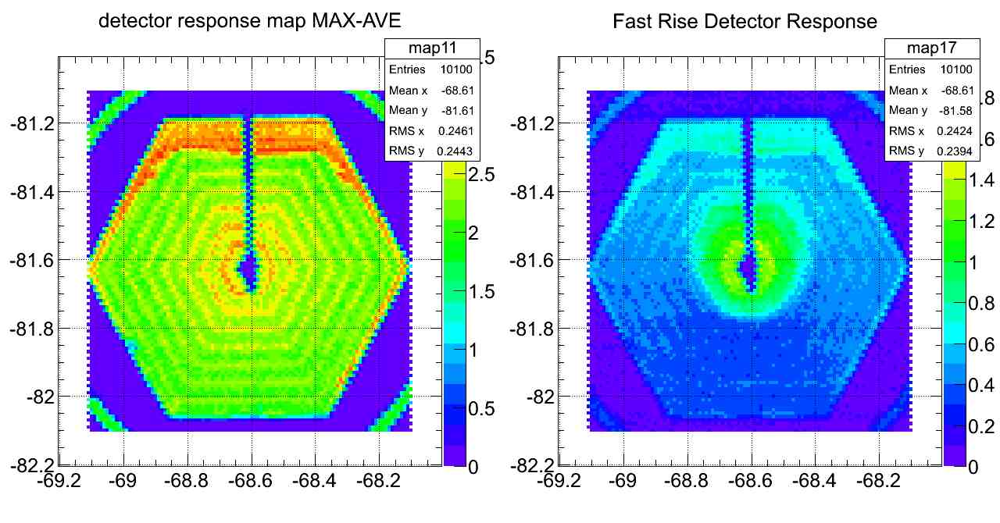 detector response map MAX-AVE
map11
Entries 10100
Mean x -68.61
Mean y -81.61
RMS x 0.2461
RMS y 0.2443
.5
2.5
2
1.5
1
0.5
0
-81.2
-81.4
-81.6
-81.8
-82
-82.2
-69.2 -69 -68.8 -68.6 -68.4 -68.2
Fast Rise Detector Response
map17
Entries 10100
Mean x -68.61
Mean y -81.58
RMS x 0.2424
RMS y 0.2394
.8
.6
1.4
1.2
1
0.8
0.6
0.4
0.2
0
-81.2
-81.4
-81.6
-81.8
-82
-82.2
-69.2 -69 -68.8 -68.6 -68.4 -68.2